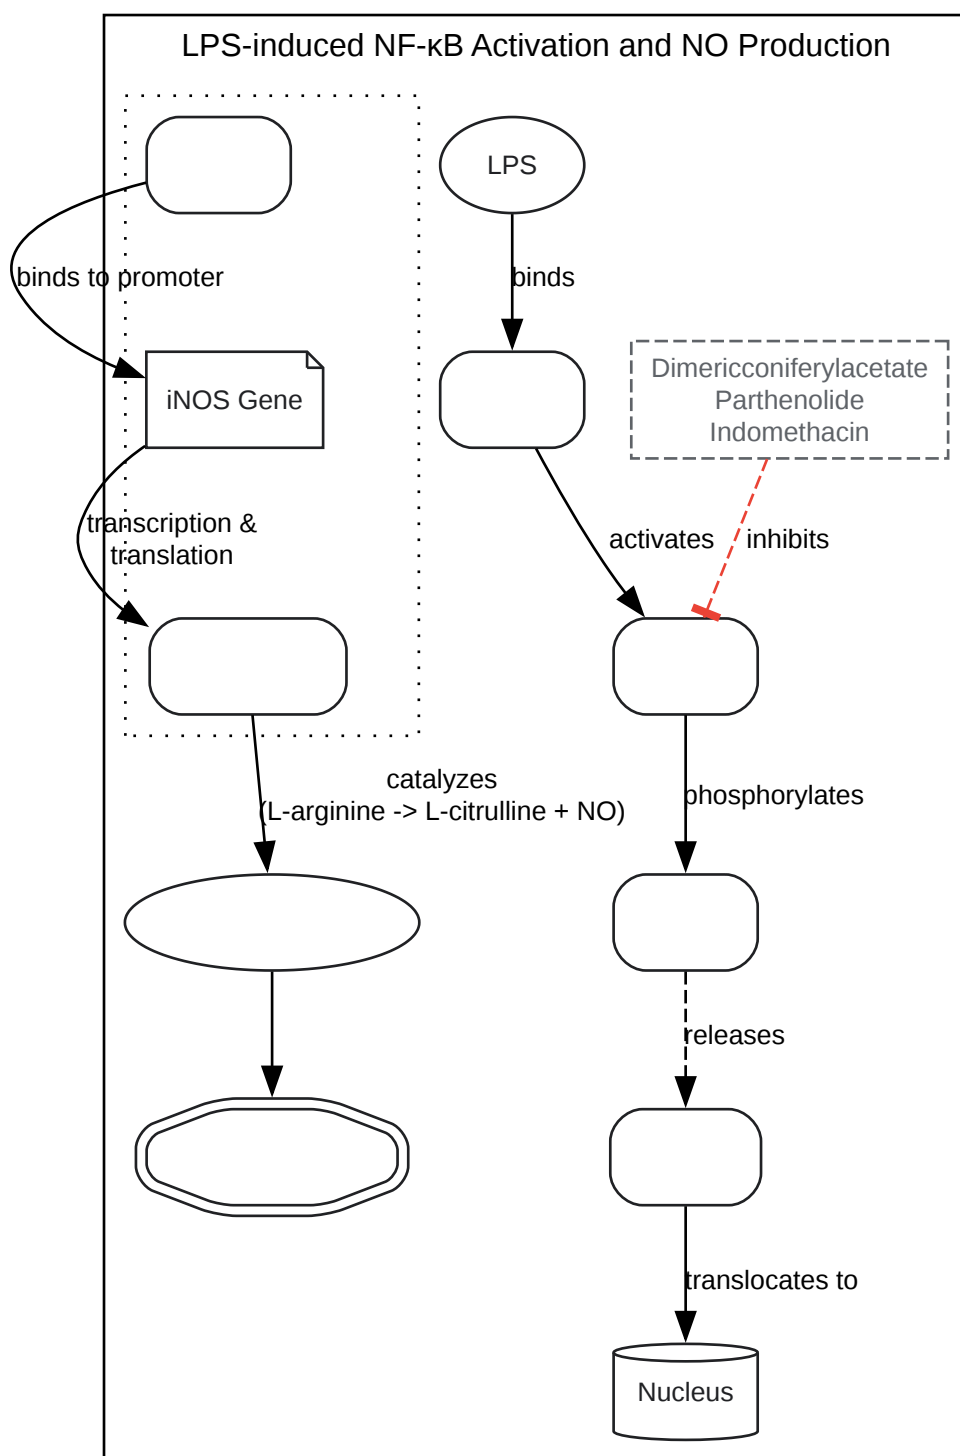 LPS-induced NF-κB Activation and NO Production
LPS
binds to promoter
binds
iNOS Gene
Dimericconiferylacetate
Parthenolide
Indomethacin
transcription &
translation
activates
inhibits
catalyzes
(L-arginine -> L-citrulline + NO)
phosphorylates
releases
translocates to
Nucleus